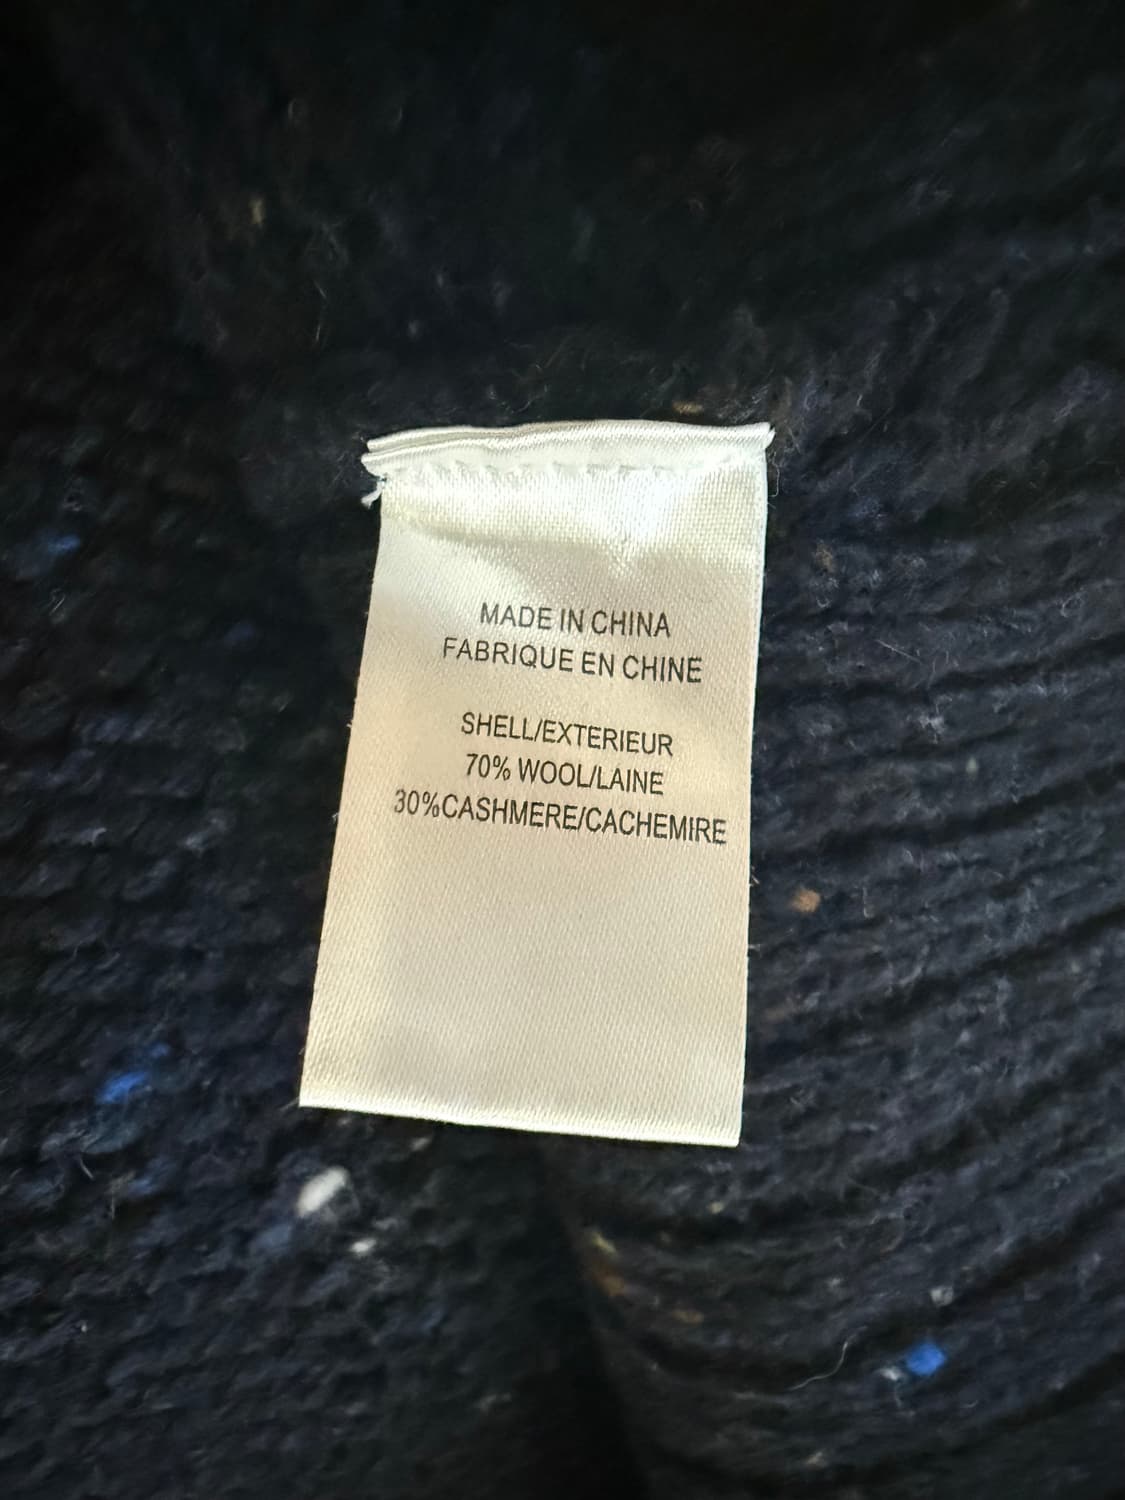 MADE IN CHINA
FABRIQUE EN CHINE
SHELL/EXTERIEUR
70% WOOL/LAINE
30%CASHMERE/CACHEMIRE